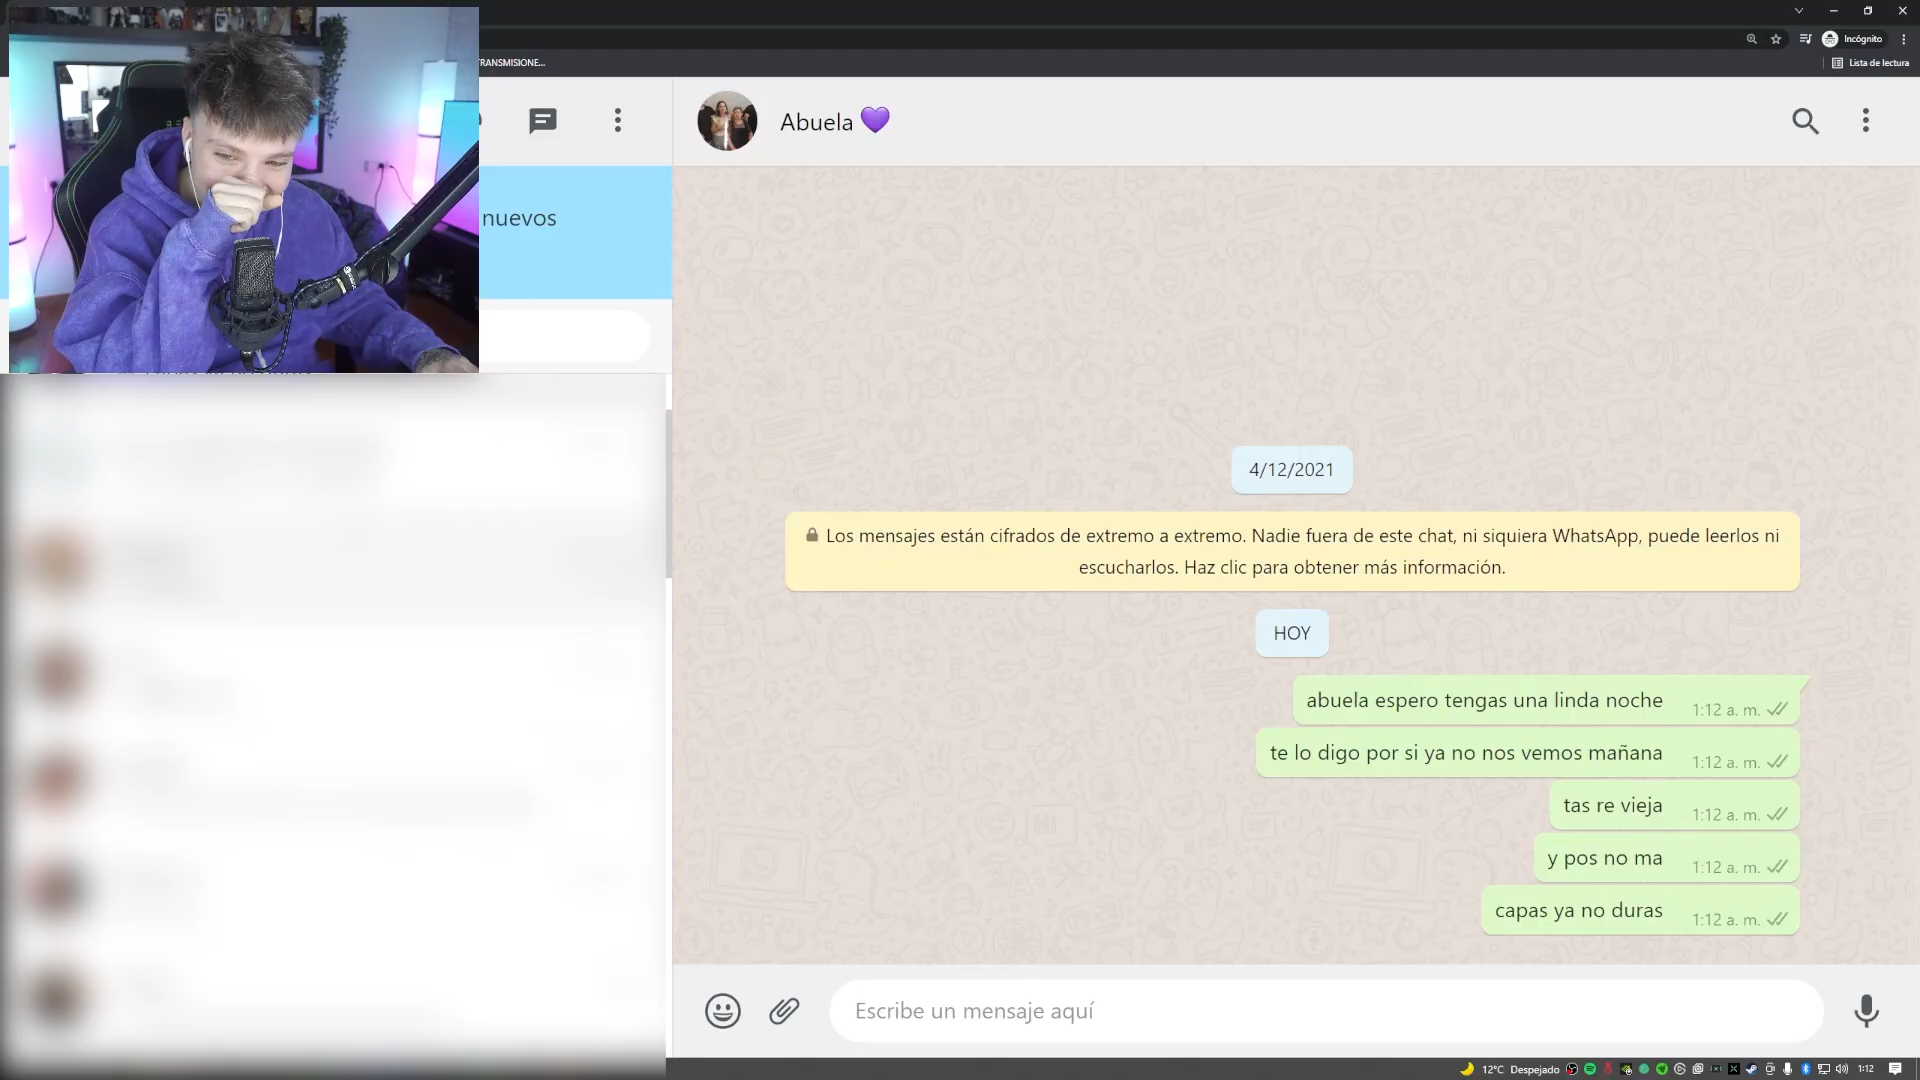 Incógnito
TRANSMISIONE...
Lista de lectura
Abuela
nuevos
4/12/2021
Los mensajes están cifrados de extremo a extremo. Nadie fuera de este chat, ni siquiera WhatsApp, puede leerlos ni
escucharlos. Haz clic para obtener más información.
HOY
abuela espero tengas una linda noche 1:12 a. m.
te lo digo por si ya no nos vemos mañana 1:12 a. m.
tas re vieja 1:12 a. m.
y pos no ma 1:12 a. m.
capas ya no duras 1:12 a. m.
Escribe un mensaje aquí
12°C Despejado 1:12